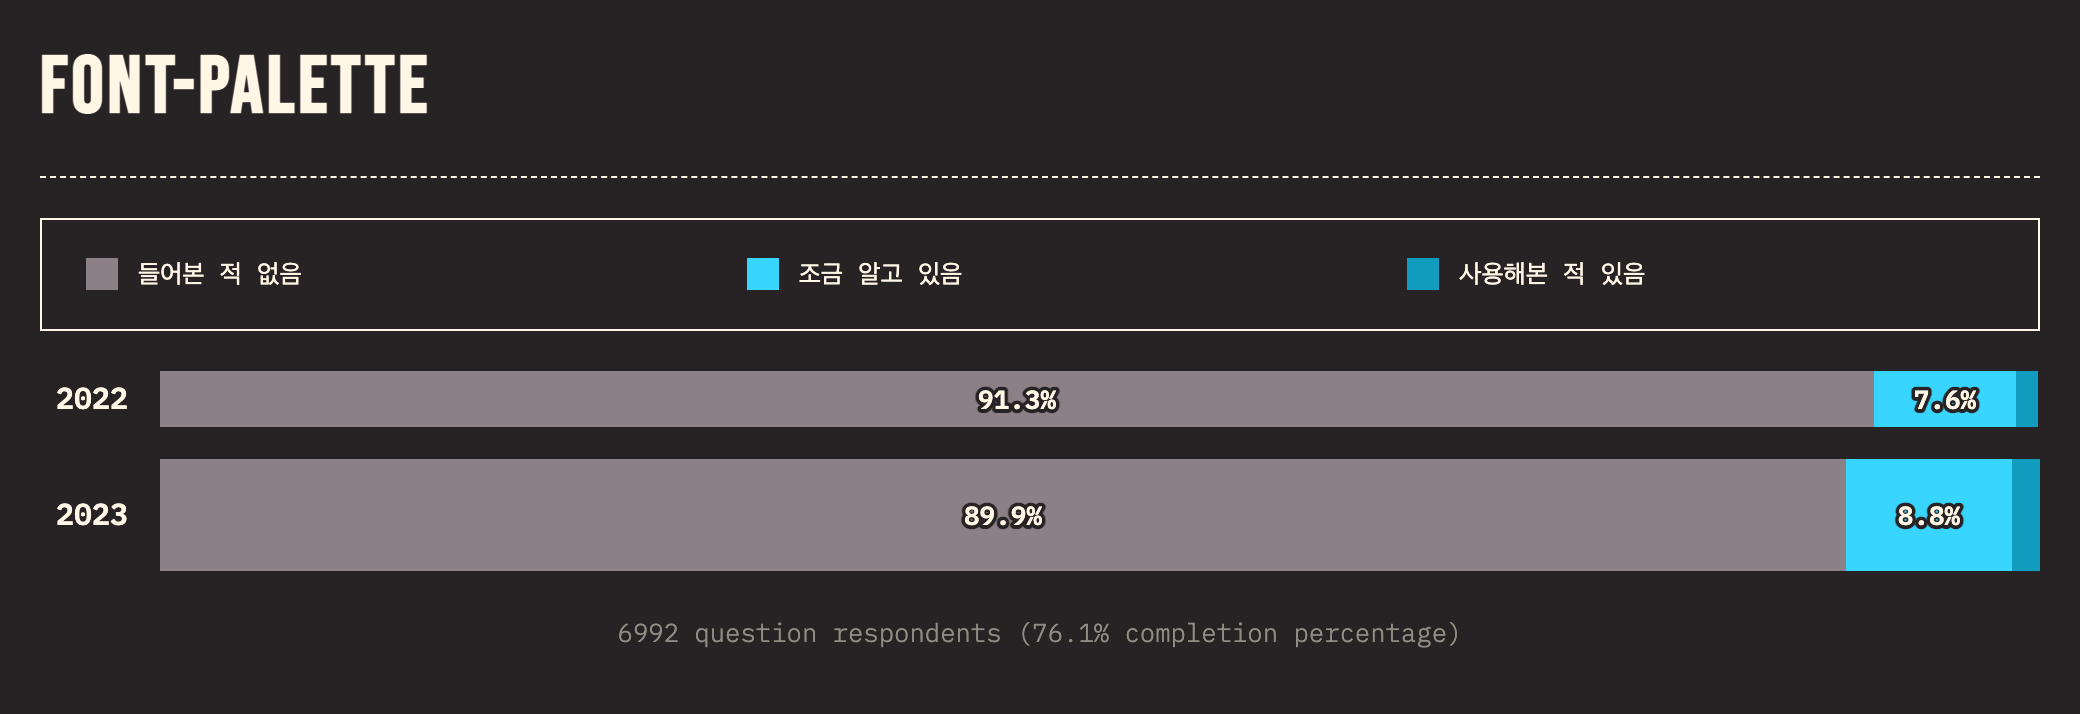 FONT-PALETTE
들어본 적 없음 조금 알고 있음 사용해본 적 있음
2022 91.3% 7.6%
2023 89.9% 8.8%
6992 question respondents (76.1% completion percentage)